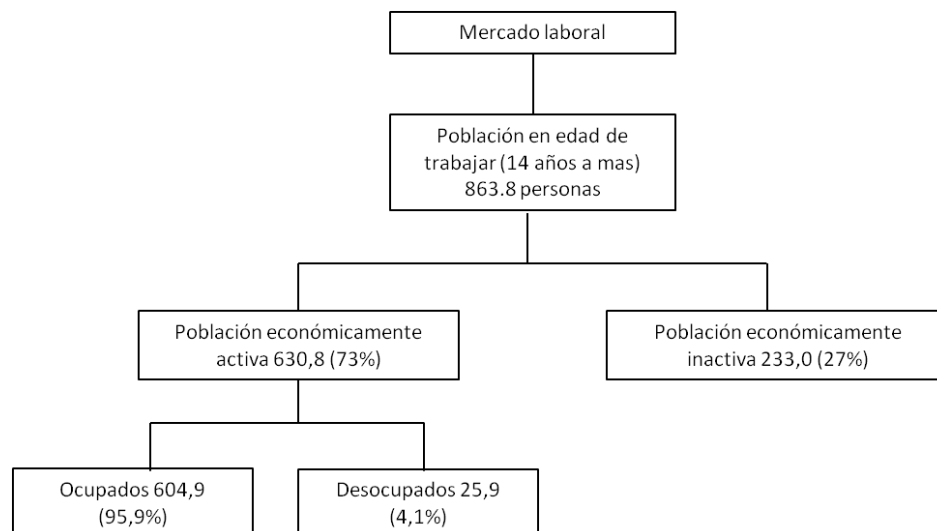 Mercado laboral
Población en edad de
trabajar (14 años a mas)
863.8 personas
Población económicamente
activa 630,8 (73%)
Población económicamente
inactiva 233,0 (27%)
Ocupados 604,9
(95,9%)
Desocupados 25,9
(4,1%)